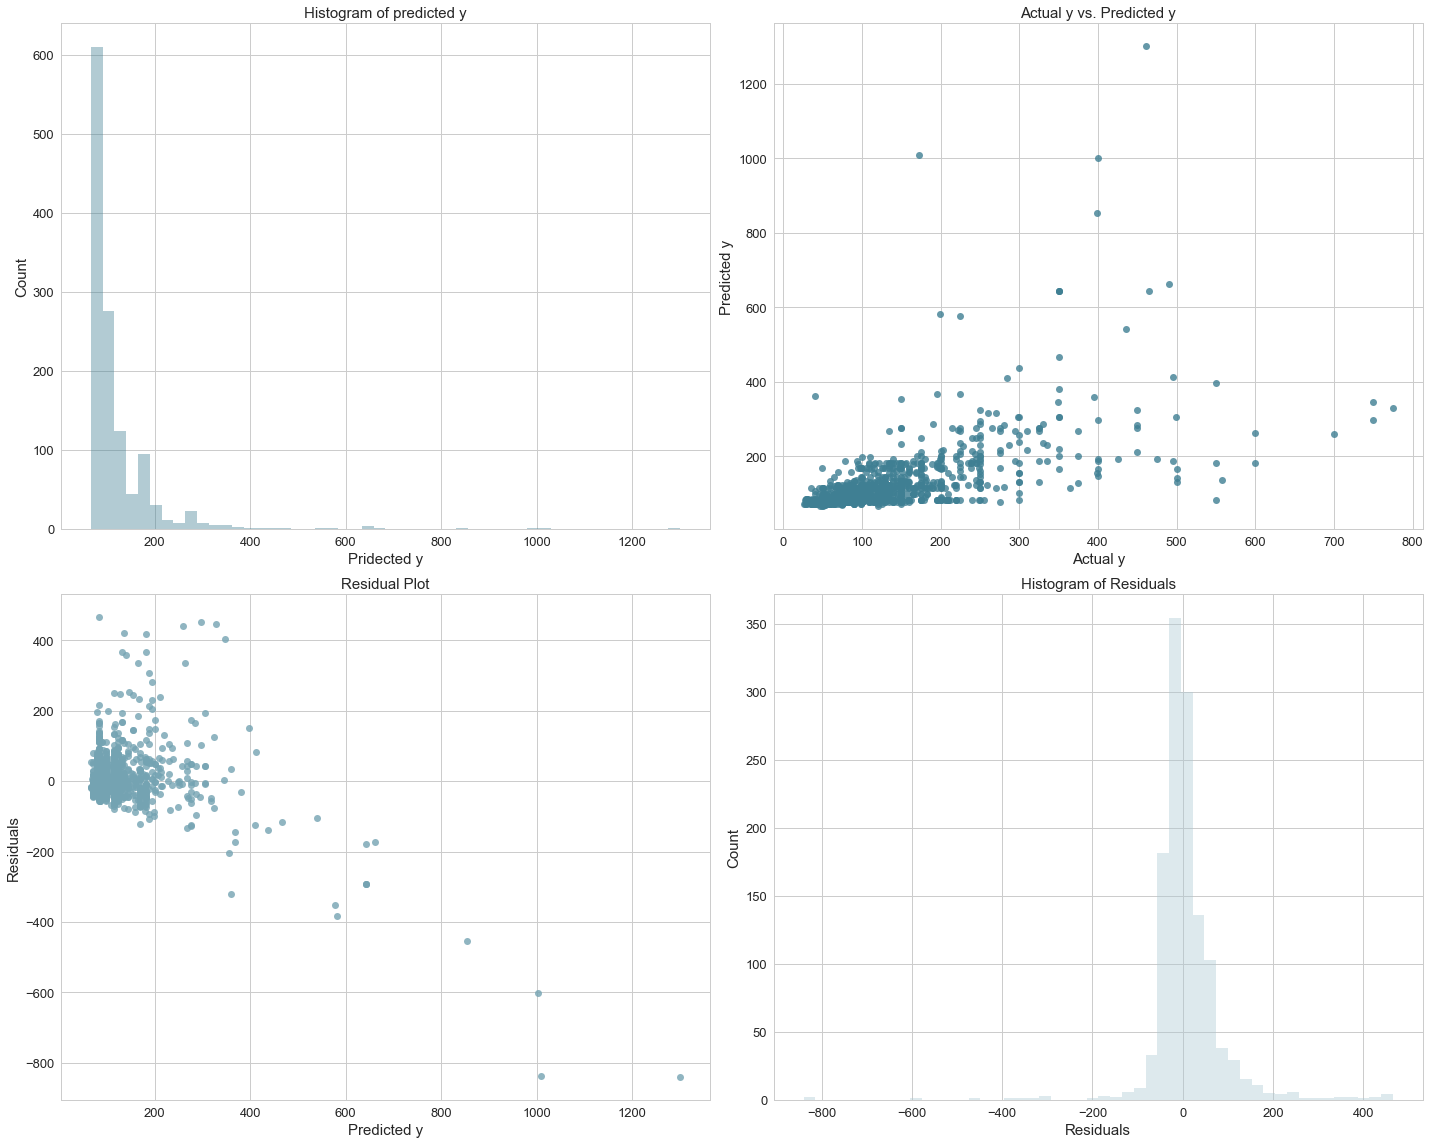 Histogram of predicted y
600
500
400
300
200
100
0
Count
200 400 600 800 1000 1200
Pridected y
Actual y vs. Predicted y
1200
1000
800
600
400
200
Predicted y
0 100 200 300 400 500 600 700 800
Actual y
Residual Plot
400
200
0
−200
−400
−600
−800
Residuals
200 400 600 800 1000 1200
Predicted y
Histogram of Residuals
350
300
250
200
150
100
50
0
Count
−800 −600 −400 −200 0 200 400
Residuals